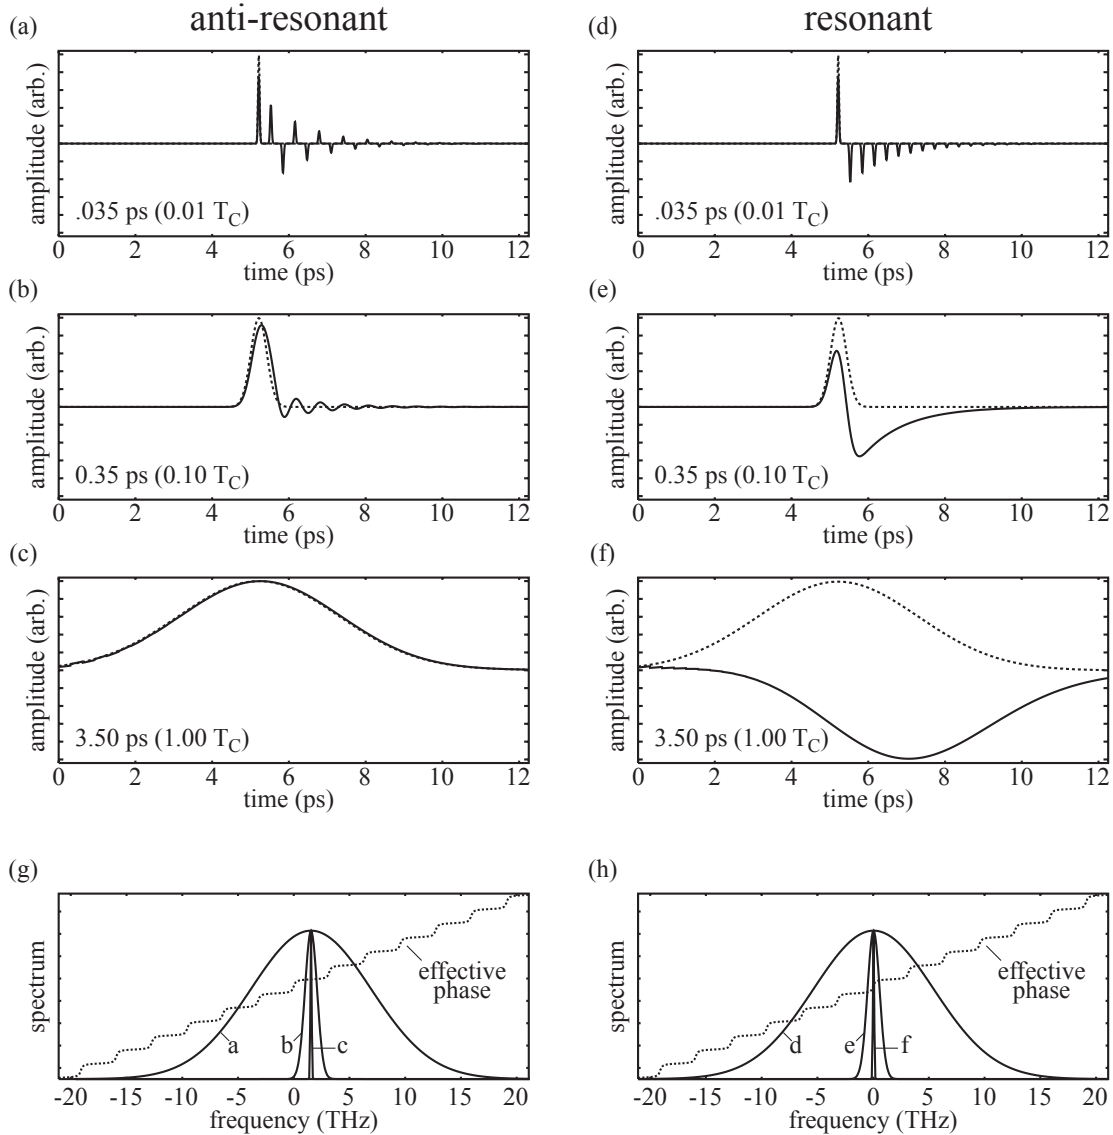 anti-resonant
resonant
(a)
amplitude (arb.)
.035 ps (0.01 T_C)
0 2 4 6 8 10 12
time (ps)
(d)
amplitude (arb.)
.035 ps (0.01 T_C)
0 2 4 6 8 10 12
time (ps)
(b)
amplitude (arb.)
0.35 ps (0.10 T_C)
0 2 4 6 8 10 12
time (ps)
(e)
amplitude (arb.)
0.35 ps (0.10 T_C)
0 2 4 6 8 10 12
time (ps)
(c)
amplitude (arb.)
3.50 ps (1.00 T_C)
0 2 4 6 8 10 12
time (ps)
(f)
amplitude (arb.)
3.50 ps (1.00 T_C)
0 2 4 6 8 10 12
time (ps)
(g)
spectrum
effective
phase
a b c
-20 -15 -10 -5 0 5 10 15 20
frequency (THz)
(h)
spectrum
effective
phase
d e f
-20 -15 -10 -5 0 5 10 15 20
frequency (THz)